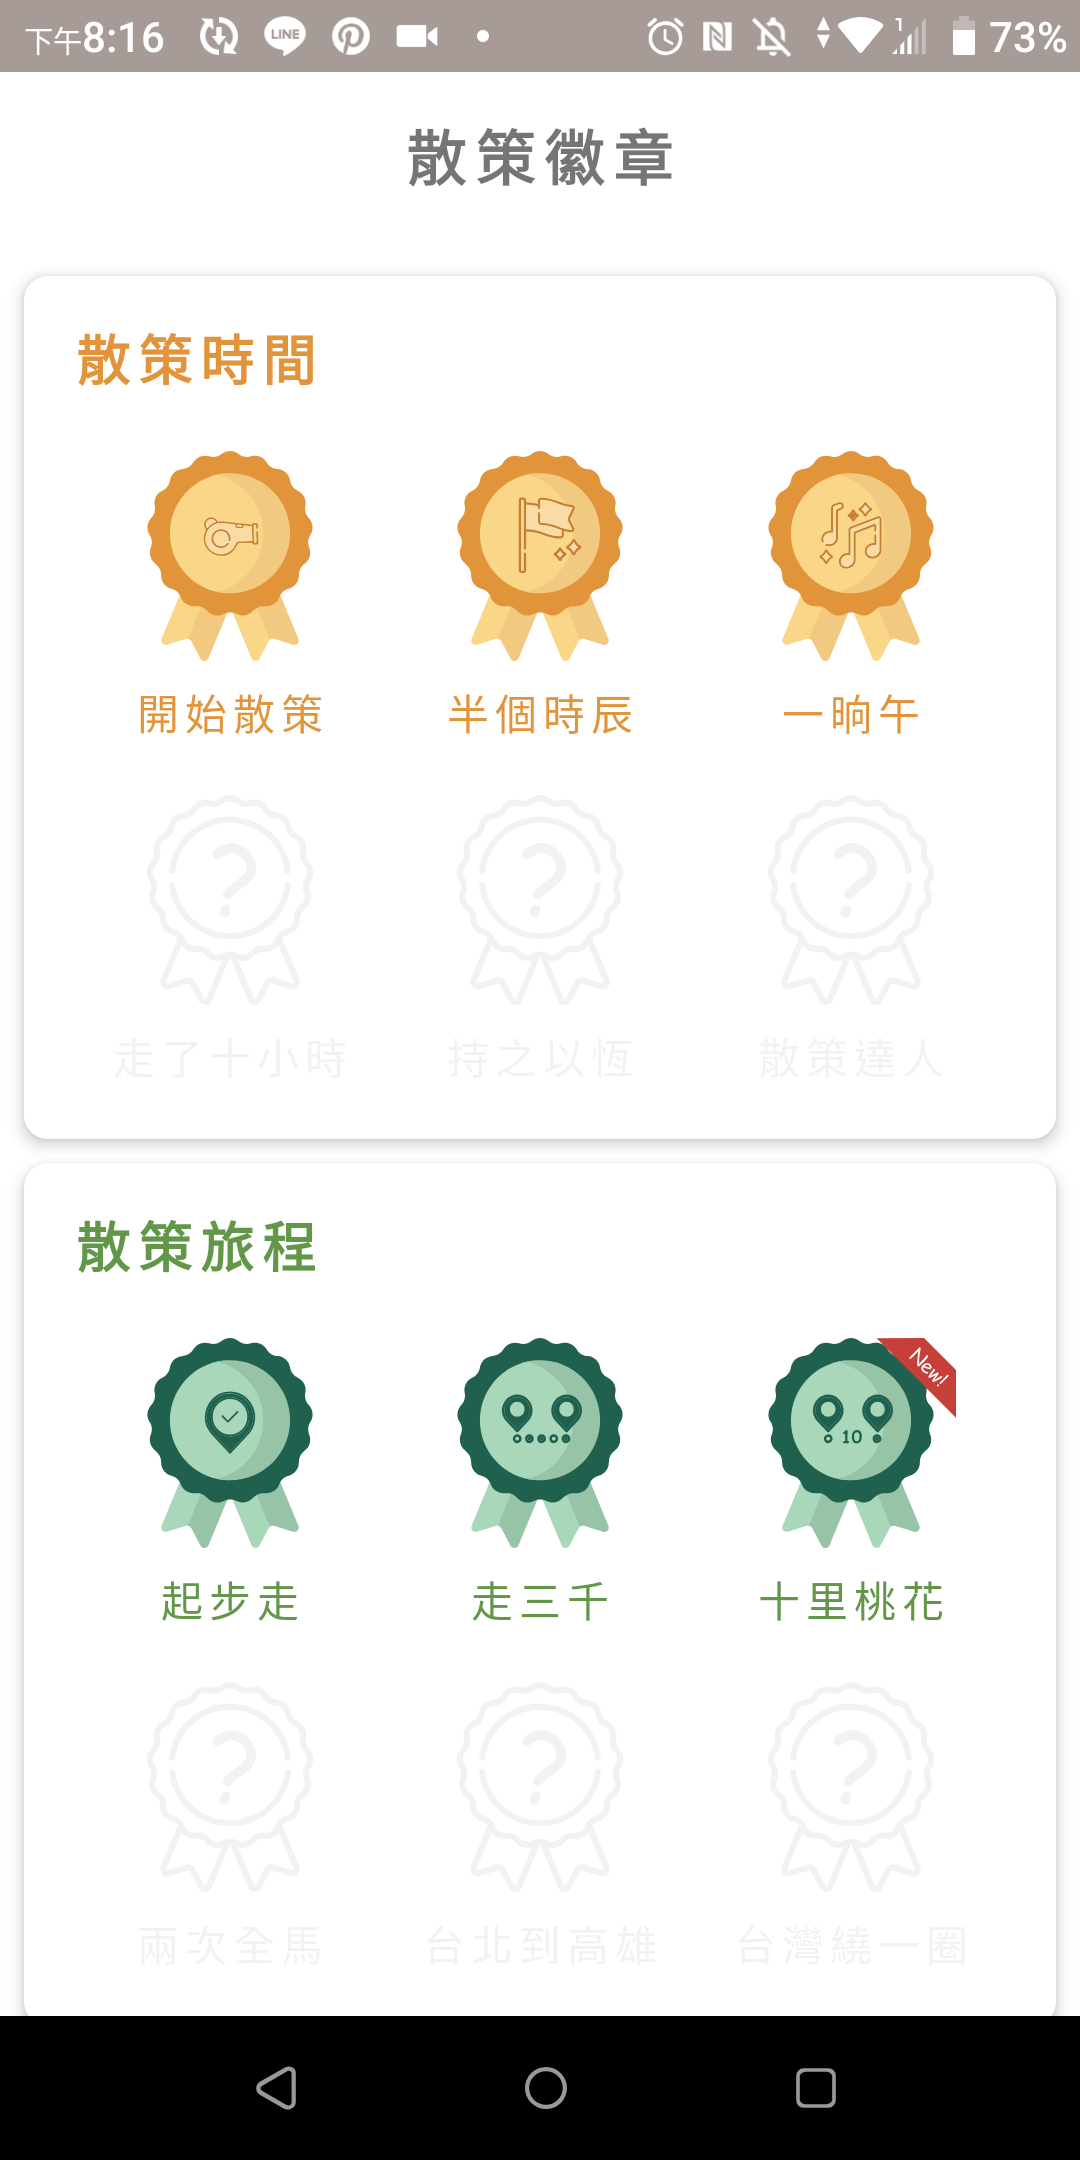 下午8:16 LINE 1 73%
散策徽章
散策時間
開始散策 半個時辰 一晌午
走了十小時 持之以恆 散策達人
散策旅程
New!
10
起步走 走三千 十里桃花
兩次全馬 台北到高雄 台灣繞一圈